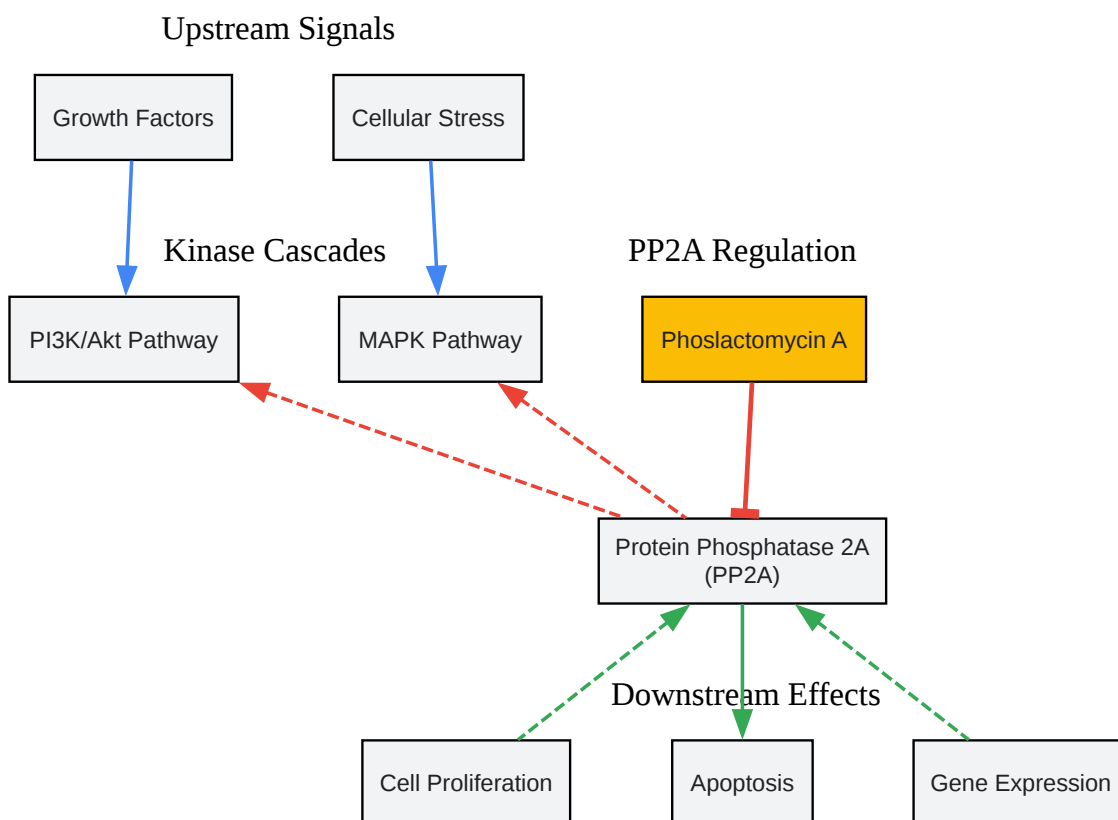 Upstream Signals
Growth Factors
Cellular Stress
Kinase Cascades
PP2A Regulation
PI3K/Akt Pathway
MAPK Pathway
Phoslactomycin A
Protein Phosphatase 2A
(PP2A)
Downstream Effects
Cell Proliferation
Apoptosis
Gene Expression